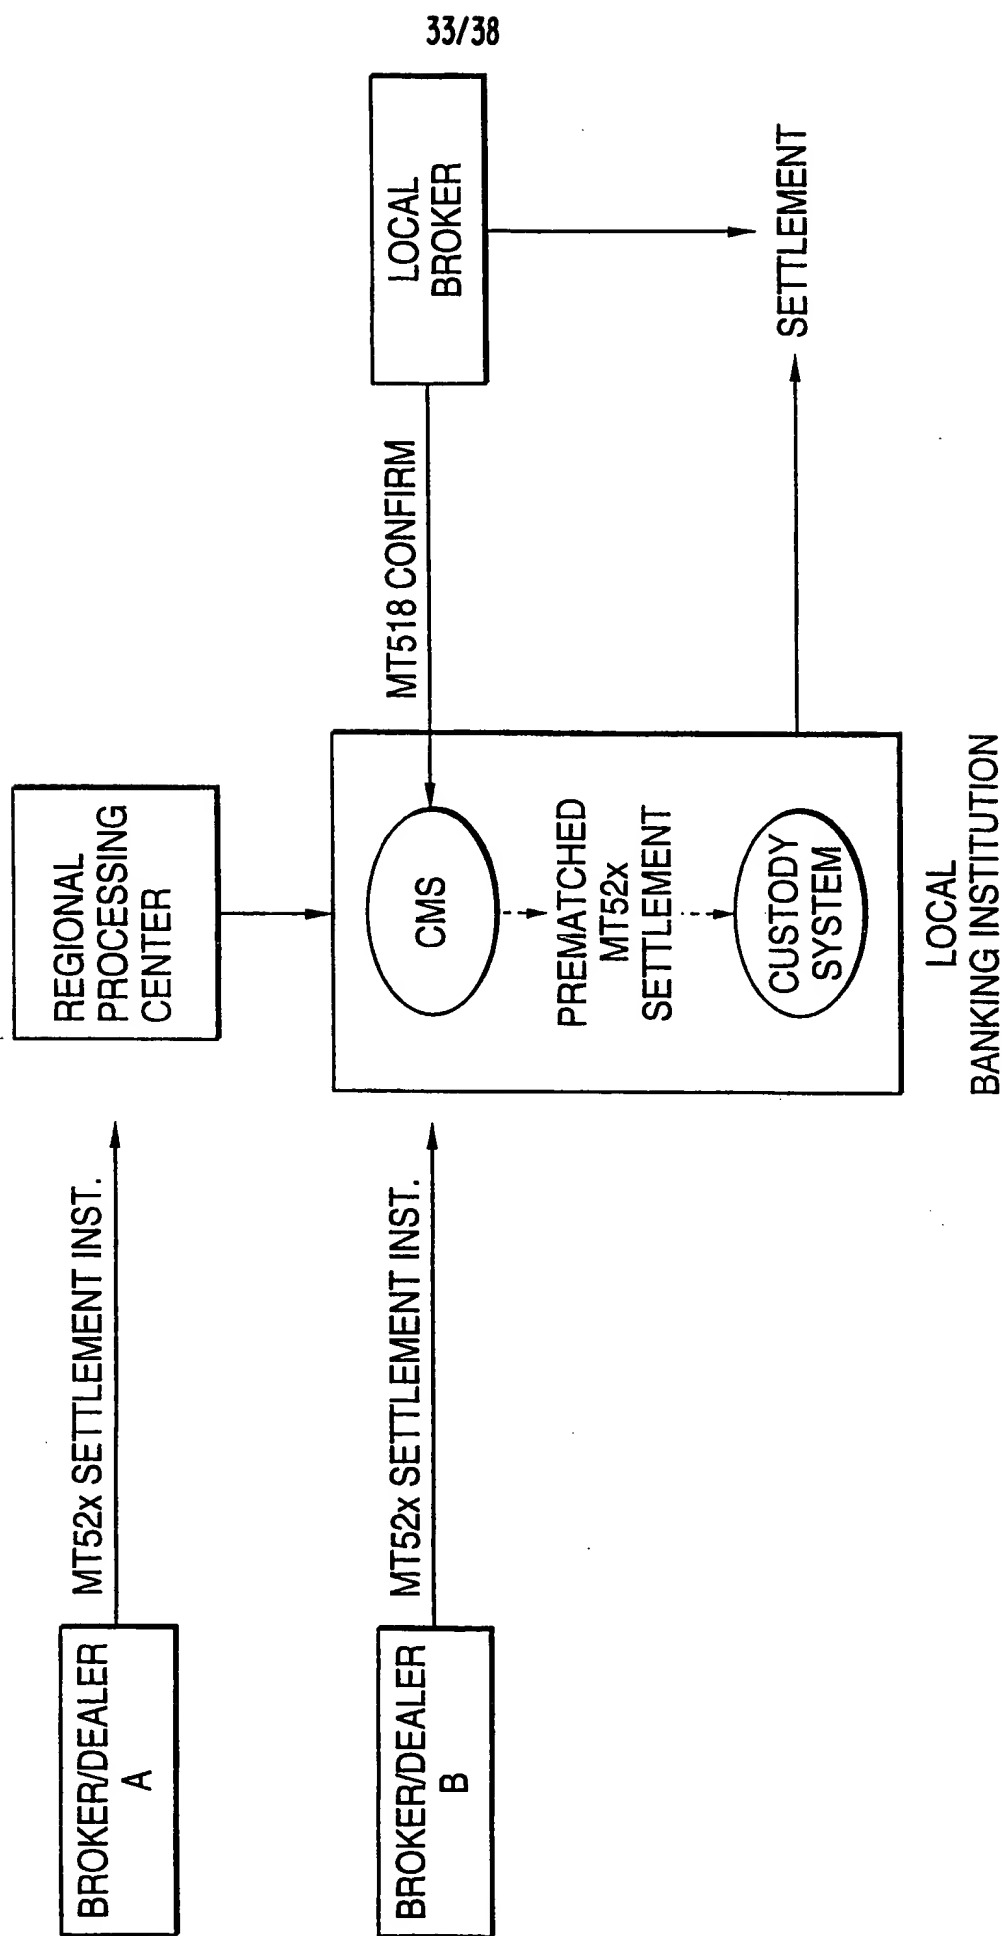 33/38
BROKER/DEALER
A
MT52x SETTLEMENT INST.
REGIONAL
PROCESSING
CENTER
BROKER/DEALER
B
MT52x SETTLEMENT INST.
CMS
PREMATCHED
MT52x
SETTLEMENT
CUSTODY
SYSTEM
LOCAL
BANKING INSTITUTION
MT518 CONFIRM
LOCAL
BROKER
SETTLEMENT